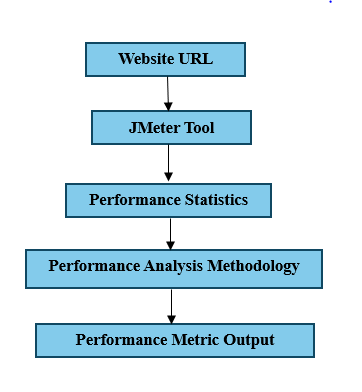 Website URL
JMeter Tool
Performance Statistics
Performance Analysis Methodology
Performance Metric Output